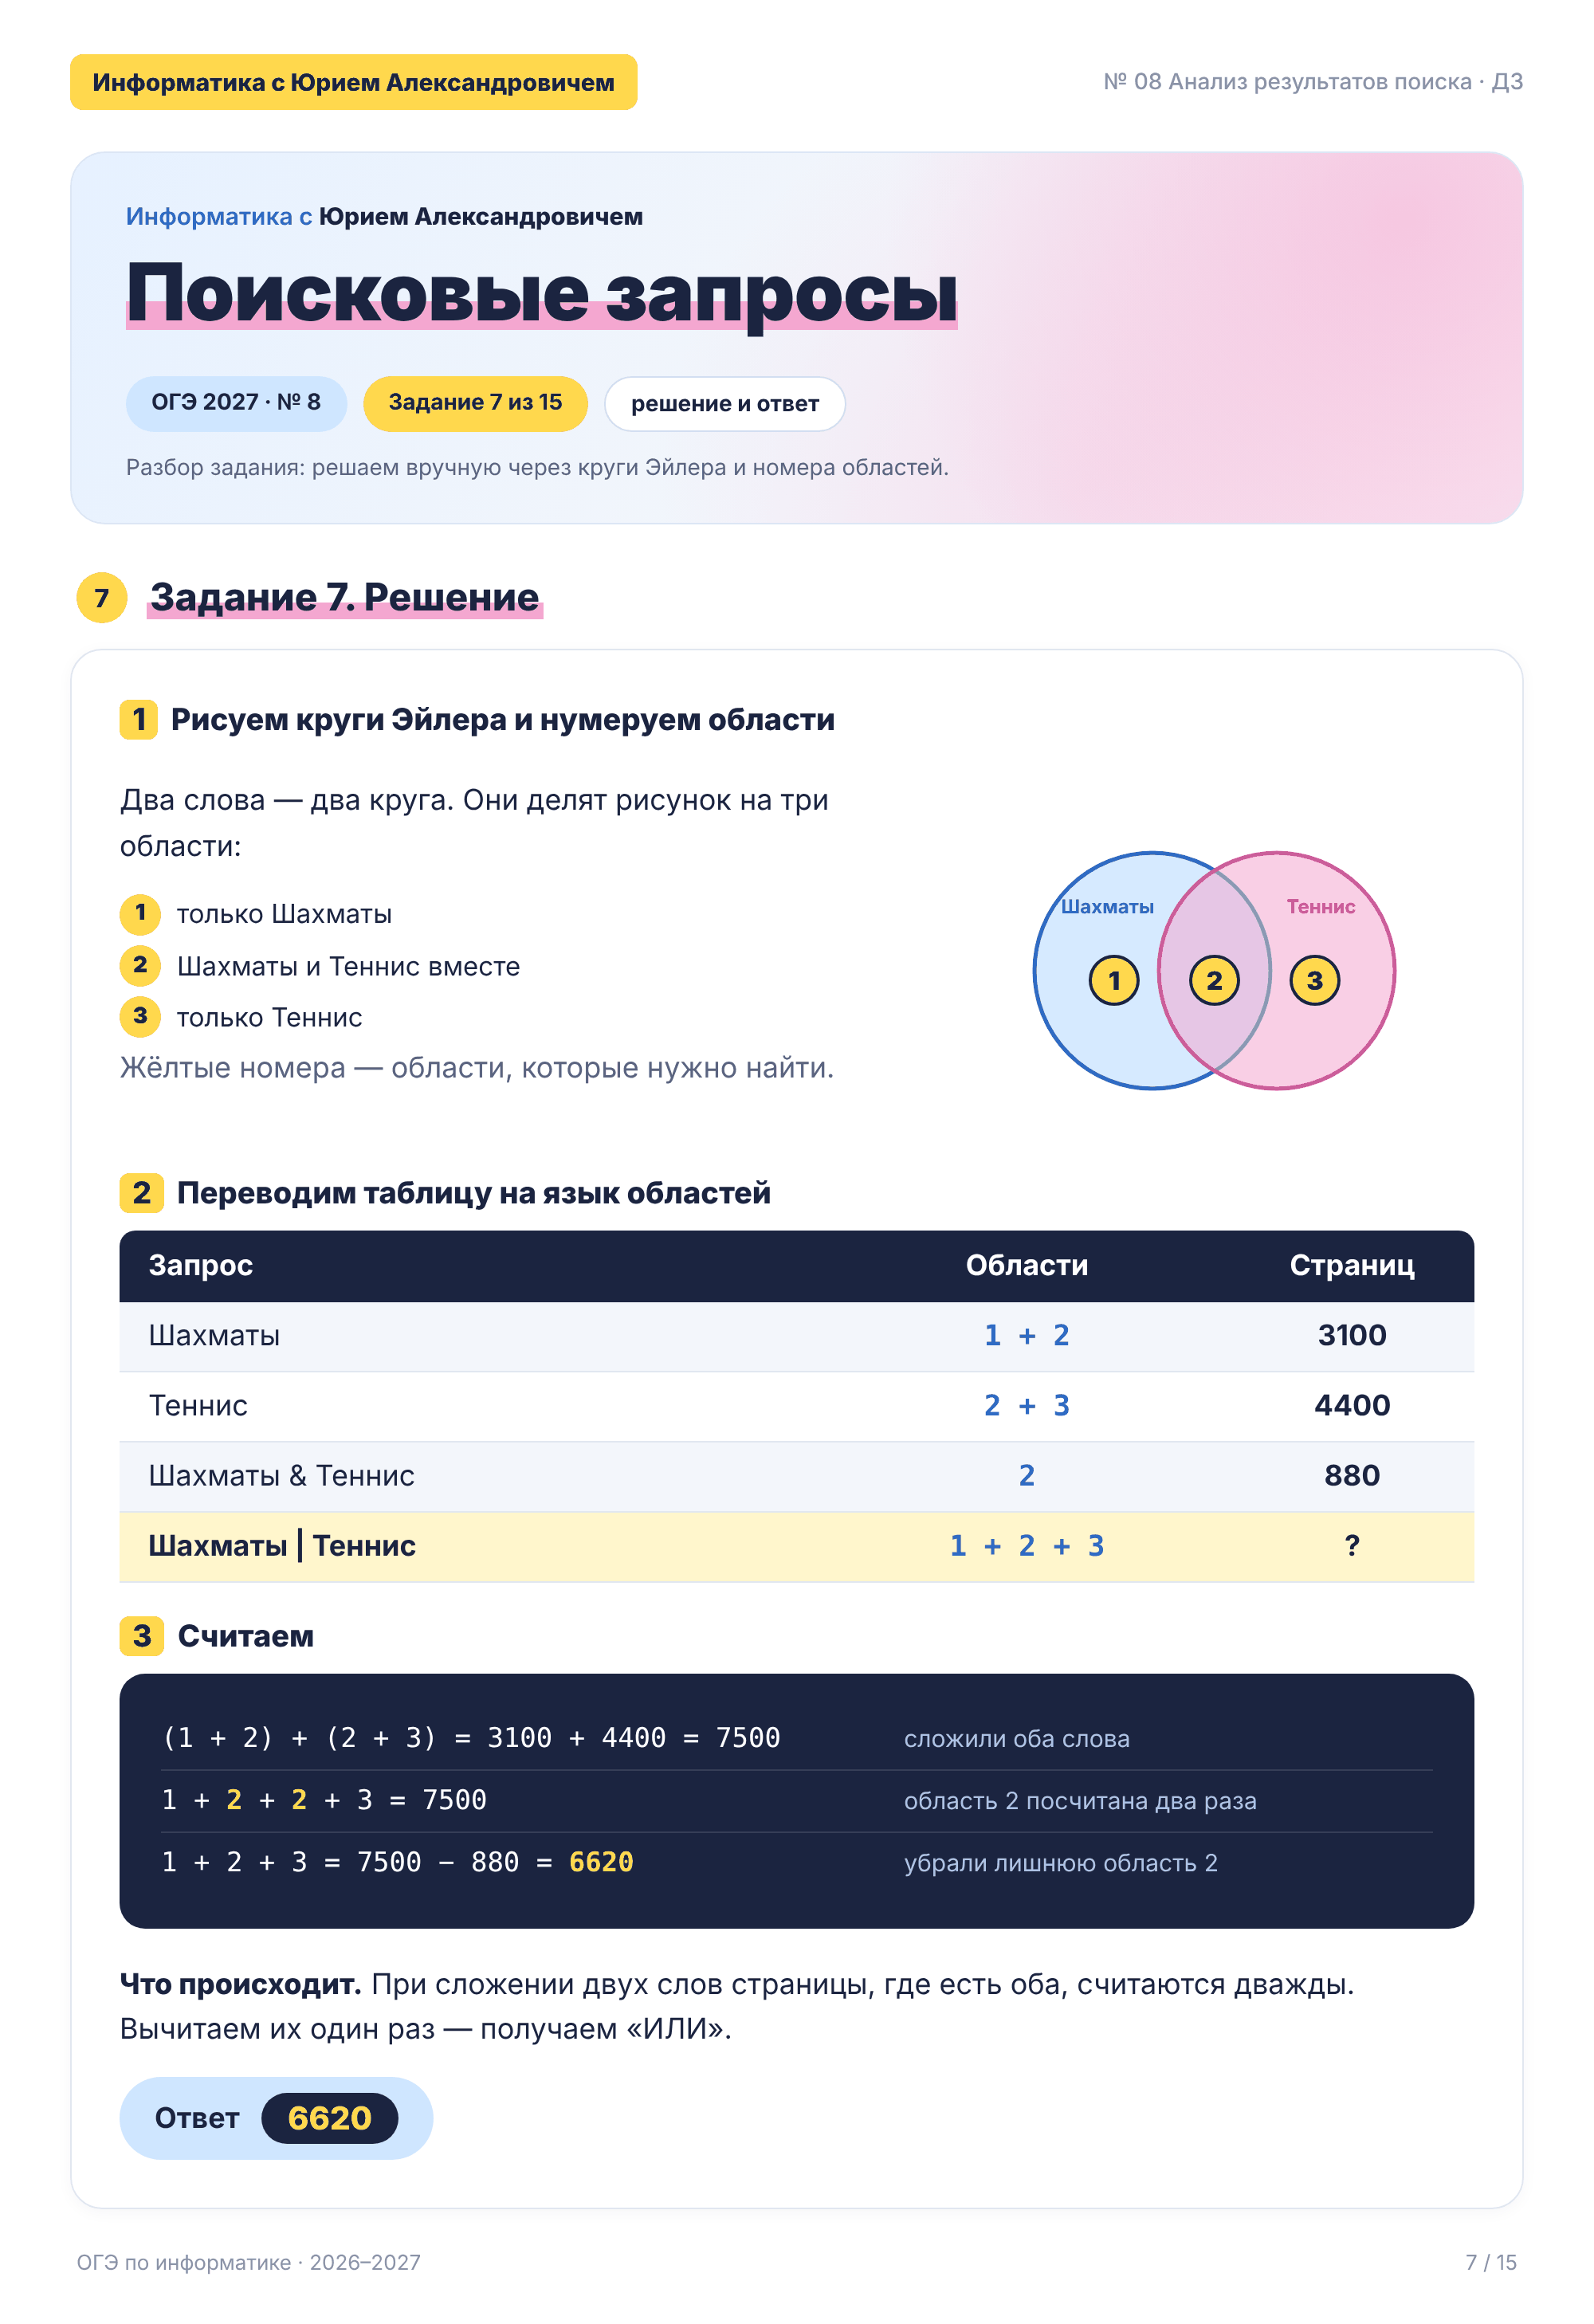 Информатика с Юрием Александровичем
№ 08 Анализ результатов поиска · ДЗ
Информатика с Юрием Александровичем
Поисковые запросы
ОГЭ 2027 · № 8
Задание 7 из 15
решение и ответ
Разбор задания: решаем вручную через круги Эйлера и номера областей.
7 Задание 7. Решение
1 Рисуем круги Эйлера и нумеруем области
Два слова — два круга. Они делят рисунок на три
области:
1 только Шахматы
2 Шахматы и Теннис вместе
3 только Теннис
Жёлтые номера — области, которые нужно найти.
Шахматы Теннис
1 2 3
2 Переводим таблицу на язык областей
Запрос Области Страниц
Шахматы 1 + 2 3100
Теннис 2 + 3 4400
Шахматы & Теннис 2 880
Шахматы | Теннис 1 + 2 + 3 ?
3 Считаем
(1 + 2) + (2 + 3) = 3100 + 4400 = 7500 сложили оба слова
1 + 2 + 2 + 3 = 7500 область 2 посчитана два раза
1 + 2 + 3 = 7500 − 880 = 6620 убрали лишнюю область 2
Что происходит. При сложении двух слов страницы, где есть оба, считаются дважды.
Вычитаем их один раз — получаем «ИЛИ».
Ответ 6620
ОГЭ по информатике · 2026–2027
7 / 15